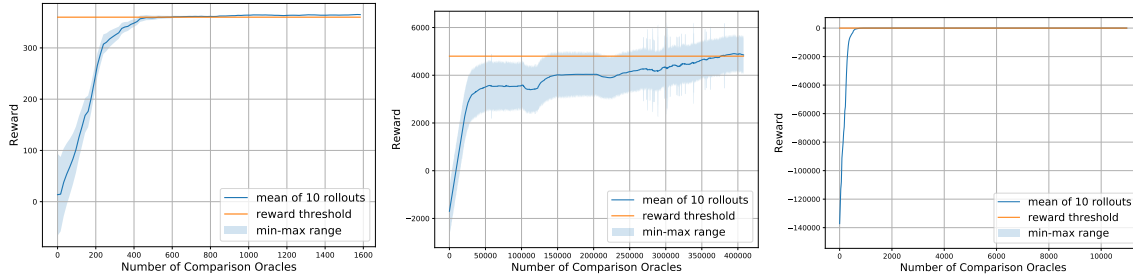 300
200
100
0
Reward
0 200 400 600 800 1000 1200 1400 1600
Number of Comparison Oracles
mean of 10 rollouts
reward threshold
min-max range
6000
4000
2000
0
−2000
Reward
0 50000 100000 150000 200000 250000 300000 350000 400000
Number of Comparison Oracles
mean of 10 rollouts
reward threshold
min-max range
0
−20000
−40000
−60000
−80000
−100000
−120000
−140000
Reward
0 2000 4000 6000 8000 10000
Number of Comparison Oracles
mean of 10 rollouts
reward threshold
min-max range